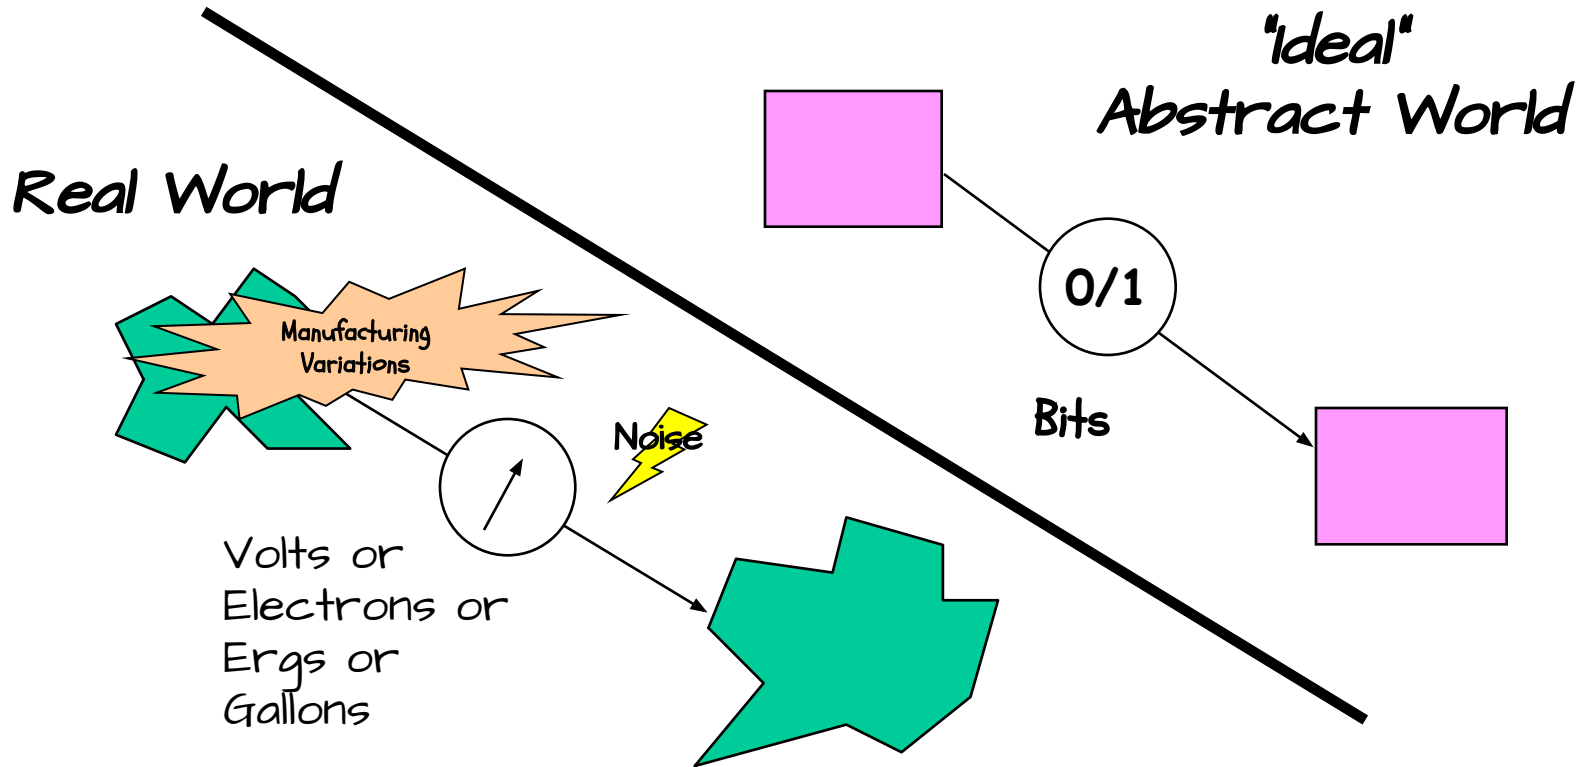 "Ideal"
Abstract World
Real World
0/1
Manufacturing
Variations
Bits
Noise
Volts or
Electrons or
Ergs or
Gallons